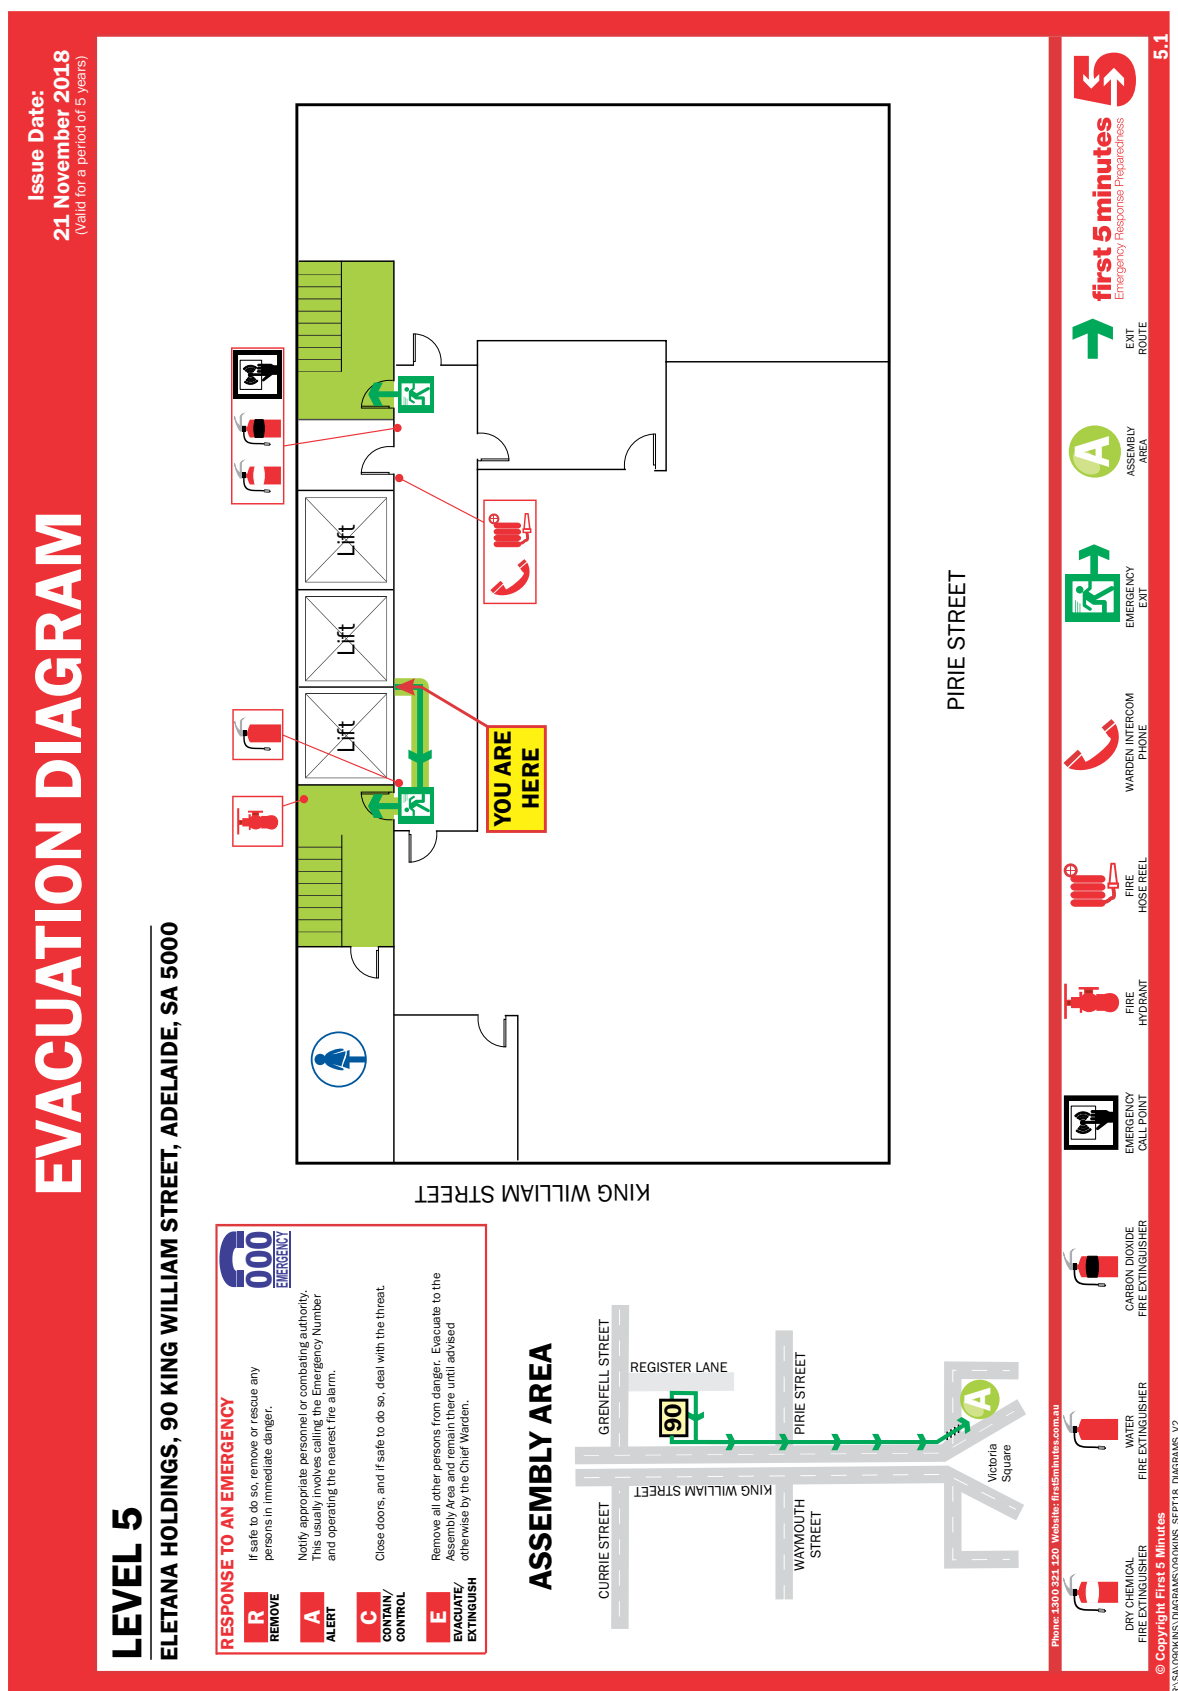 EVACUATION DIAGRAM
Issue Date:
21 November 2018
(Valid for a period of 5 years)
LEVEL 5
ELETANA HOLDINGS, 90 KING WILLIAM STREET, ADELAIDE, SA 5000
RESPONSE TO AN EMERGENCY
000
EMERGENCY
R
REMOVE
If safe to do so, remove or rescue any
persons in immediate danger.
A
ALERT
Notify appropriate personnel or combating authority.
This usually involves calling the Emergency Number
and operating the nearest fire alarm.
C
CONTAIN/
CONTROL
Close doors, and if safe to do so, deal with the threat.
E
EVACUATE/
EXTINGUISH
Remove all other persons from danger. Evacuate to the
Assembly Area and remain there until advised
otherwise by the Chief Warden.
Lift
Lift
Lift
YOU ARE
HERE
KING WILLIAM STREET
PIRIE STREET
ASSEMBLY AREA
CURRIE STREET
GRENFELL STREET
REGISTER LANE
90
KING WILLIAM STREET
WAYMOUTH
STREET
PIRIE STREET
Victoria
Square
A
Phone: 1300 321 120 Website: first5minutes.com.au
DRY CHEMICAL
FIRE EXTINGUISHER
WATER
FIRE EXTINGUISHER
CARBON DIOXIDE
FIRE EXTINGUISHER
EMERGENCY
CALL POINT
FIRE
HYDRANT
FIRE
HOSE REEL
WARDEN INTERCOM
PHONE
EMERGENCY
EXIT
A
ASSEMBLY
AREA
EXIT
ROUTE
first 5 minutes
Emergency Response Preparedness
5
© Copyright First 5 Minutes
5.1